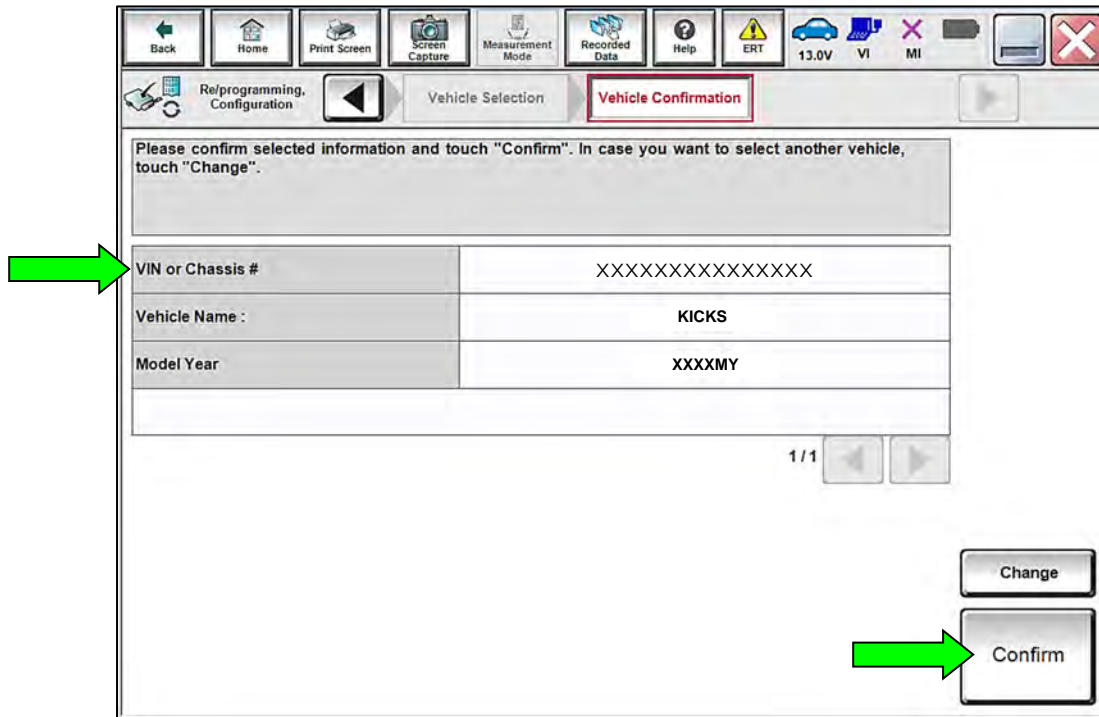 Back
Home
Print Screen
Screen
Capture
Measurement
Mode
Recorded
Data
Help
ERT
13.0V
VI
MI
Re/programming,
Configuration
Vehicle Selection
Vehicle Confirmation
Please confirm selected information and touch "Confirm". In case you want to select another vehicle,
touch "Change".
VIN or Chassis # XXXXXXXXXXXXXXX
Vehicle Name : KICKS
Model Year XXXXMY
1/1
Change
Confirm